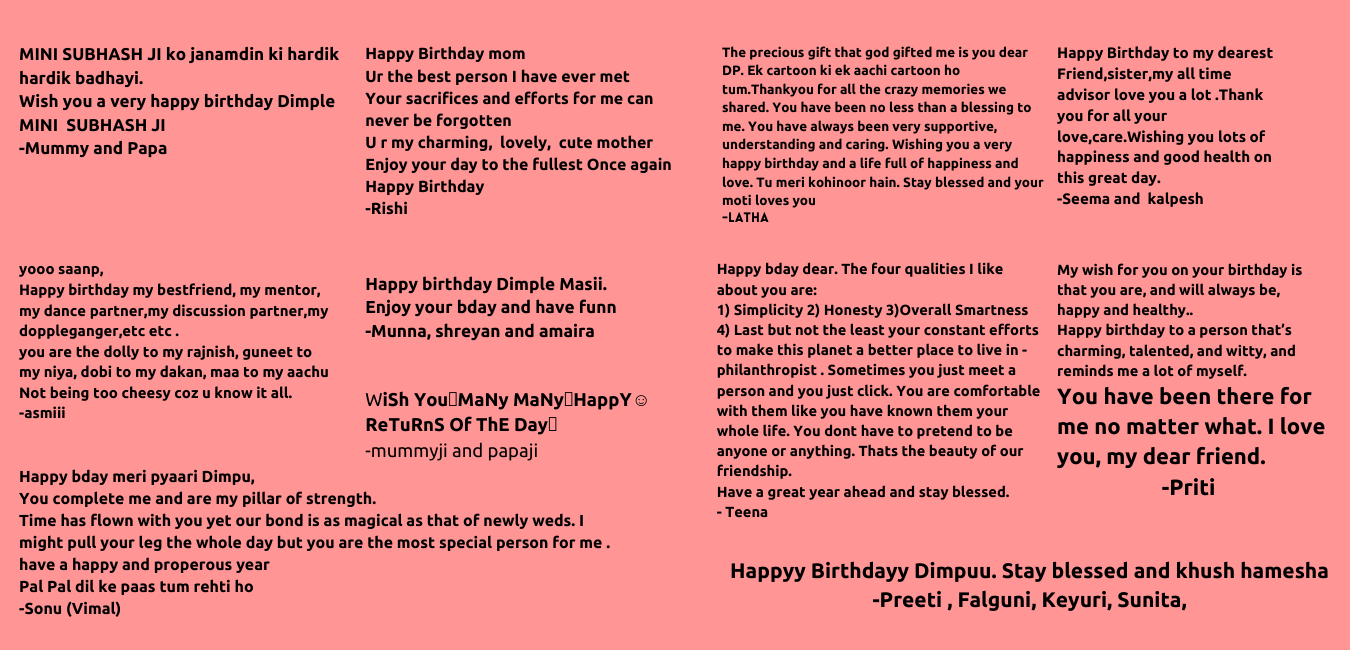 MINI SUBHASH JI ko janamdin ki hardik
hardik badhayi.
Wish you a very happy birthday Dimple
MINI  SUBHASH JI
-Mummy and Papa
Happy Birthday mom
Ur the best person I have ever met
Your sacrifices and efforts for me can
never be forgotten
U r my charming,  lovely,  cute mother
Enjoy your day to the fullest Once again
Happy Birthday
-Rishi
The precious gift that god gifted me is you dear
DP. Ek cartoon ki ek aachi cartoon ho
tum.Thankyou for all the crazy memories we
shared. You have been no less than a blessing to
me. You have always been very supportive,
understanding and caring. Wishing you a very
happy birthday and a life full of happiness and
love. Tu meri kohinoor hain. Stay blessed and your
moti loves you
-LATHA
Happy Birthday to my dearest
Friend,sister,my all time
advisor love you a lot .Thank
you for all your
love,care.Wishing you lots of
happiness and good health on
this great day.
-Seema and  kalpesh
yooo saanp,
Happy birthday my bestfriend, my mentor,
my dance partner,my discussion partner,my
doppleganger,etc etc .
you are the dolly to my rajnish, guneet to
my niya, dobi to my dakan, maa to my aachu
Not being too cheesy coz u know it all.
-asmiii
Happy birthday Dimple Masii.
Enjoy your bday and have funn
-Munna, shreyan and amaira
WiSh You▯MaNy MaNy▯HappY☺
ReTuRnS Of ThE Day▯
-mummyji and papaji
Happy bday meri pyaari Dimpu,
You complete me and are my pillar of strength.
Time has flown with you yet our bond is as magical as that of newly weds. I
might pull your leg the whole day but you are the most special person for me .
have a happy and properous year
Pal Pal dil ke paas tum rehti ho
-Sonu (Vimal)
Happy bday dear. The four qualities I like
about you are:
1) Simplicity 2) Honesty 3)Overall Smartness
4) Last but not the least your constant efforts
to make this planet a better place to live in -
philanthropist . Sometimes you just meet a
person and you just click. You are comfortable
with them like you have known them your
whole life. You dont have to pretend to be
anyone or anything. Thats the beauty of our
friendship.
Have a great year ahead and stay blessed.
- Teena
My wish for you on your birthday is
that you are, and will always be,
happy and healthy..
Happy birthday to a person that’s
charming, talented, and witty, and
reminds me a lot of myself.
You have been there for
me no matter what. I love
you, my dear friend.
-Priti
Happyy Birthdayy Dimpuu. Stay blessed and khush hamesha
-Preeti , Falguni, Keyuri, Sunita,